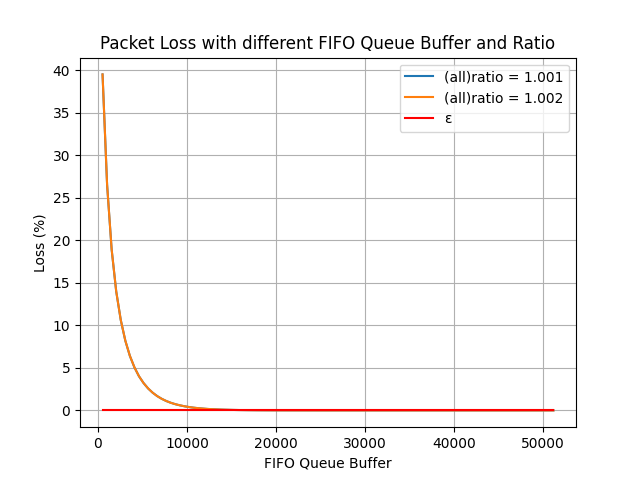 Packet Loss with different FIFO Queue Buffer and Ratio
40
35
30
25
20
15
10
5
0
Loss (%)
(all)ratio = 1.001
(all)ratio = 1.002
ε
0 10000 20000 30000 40000 50000
FIFO Queue Buffer